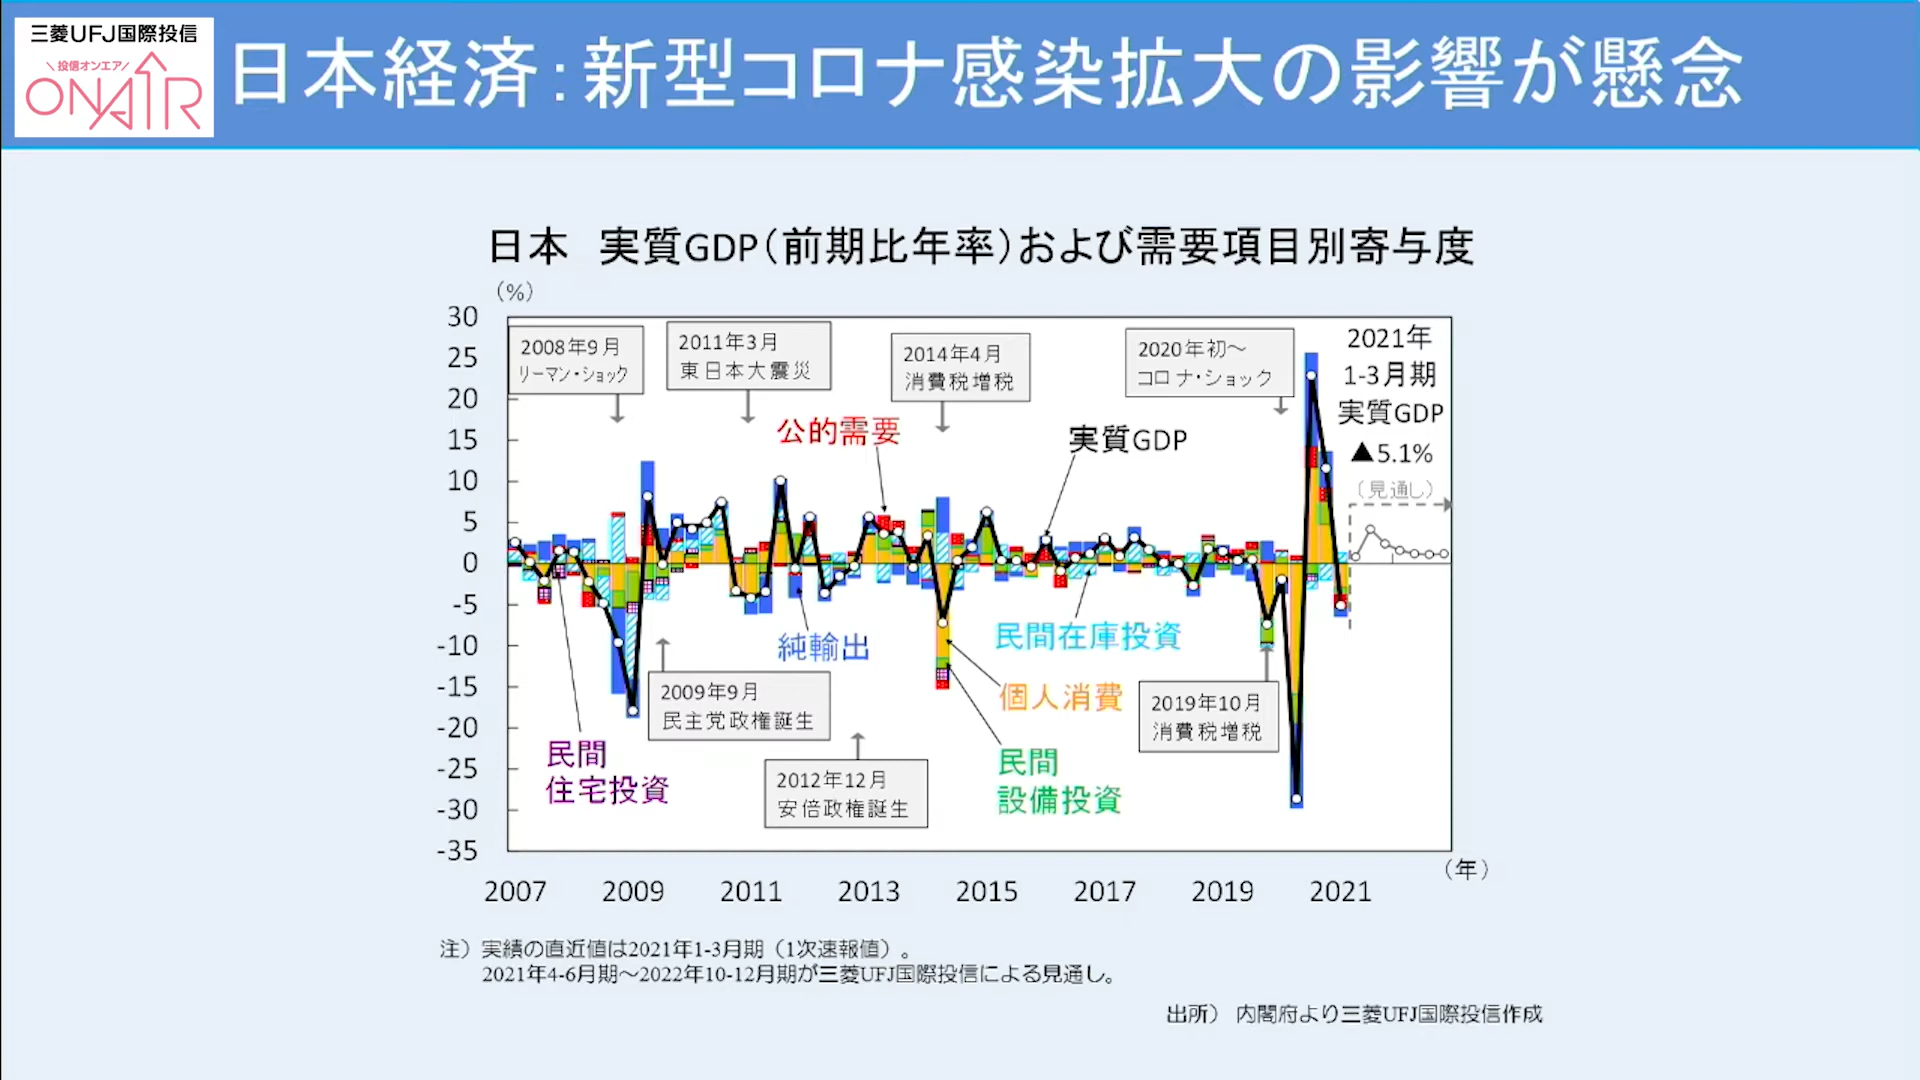 三菱UFJ国際投信
\投信オンエア/
ONAIR
日本経済：新型コロナ感染拡大の影響が懸念
日本　実質GDP（前期比年率）および需要項目別寄与度
（%）
30
25
20
15
10
5
0
-5
-10
-15
-20
-25
-30
-35
2008年9月
リーマン・ショック
2011年3月
東日本大震災
2014年4月
消費税増税
2020年初～
コロナ・ショック
2021年
1-3月期
実質GDP
▲5.1%
（見通し）
公的需要
実質GDP
純輸出
民間在庫投資
個人消費
民間
設備投資
民間
住宅投資
2009年9月
民主党政権誕生
2012年12月
安倍政権誕生
2019年10月
消費税増税
2007
2009
2011
2013
2015
2017
2019
2021
（年）
注）実績の直近値は2021年1-3月期（1次速報値）。
2021年4-6月期～2022年10-12月期が三菱UFJ国際投信による見通し。
出所） 内閣府より三菱UFJ国際投信作成